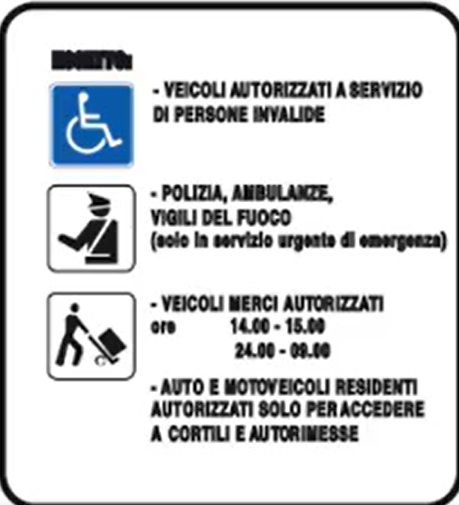 - VEICOLI AUTORIZZATI A SERVIZIO
DI PERSONE INVALIDE
- POLIZIA, AMBULANZE,
VIGILI DEL FUOCO
(solo in servizio urgente di emergenza)
- VEICOLI MERCI AUTORIZZATI
ore 14.00 - 15.00
24.00 - 09.00
- AUTO E MOTOVEICOLI RESIDENTI
AUTORIZZATI SOLO PER ACCEDERE
A CORTILI E AUTORIMESSE